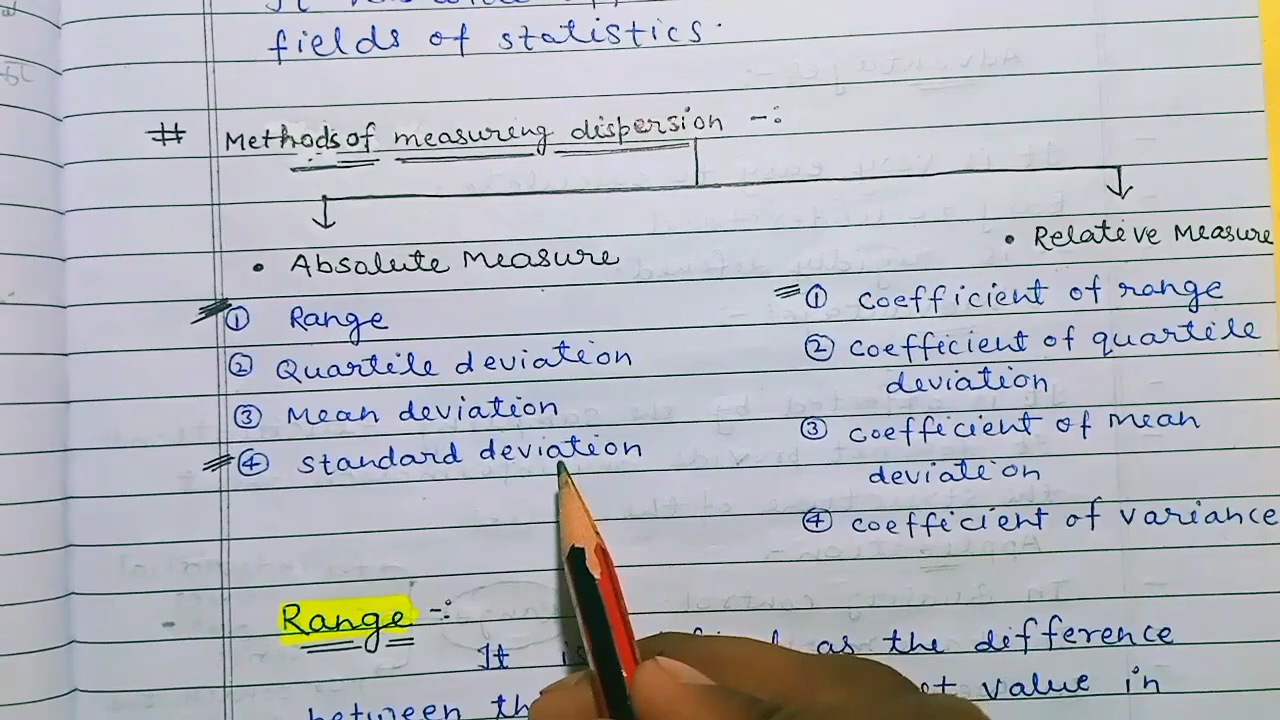 fields of statistics.
# Methods of measuring dispersion -:
• Absolute Measure
① Range
② Quartile deviation
③ Mean deviation
④ Standard deviation
• Relative Measure
① coefficient of range
② coefficient of quartile
deviation
③ coefficient of mean
deviation
④ coefficient of variance
Range -:
It is as the difference
between value in